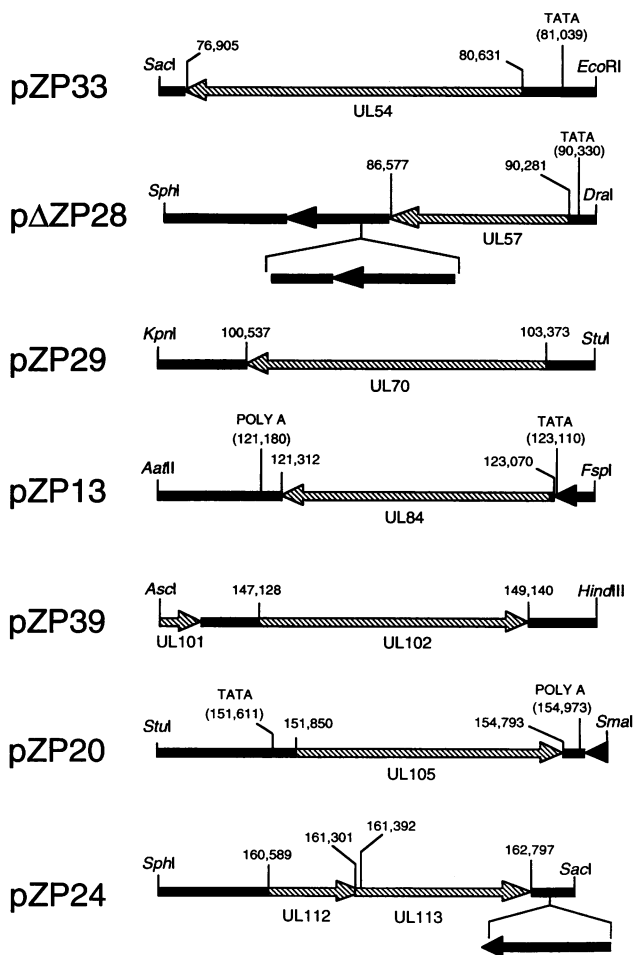 TATA
76,905 80,631 (81,039)
SacI EcoRI
pZP33
UL54
TATA
86,577 90,281 (90,330)
SphI DraI
pΔZP28
UL57
KpnI 100,537 103,373 StuI
pZP29
UL70
POLY A TATA
(121,180) (123,110)
AatII 121,312 123,070 FspI
pZP13
UL84
AscI 147,128 149,140 HindIII
pZP39
UL101 UL102
TATA POLY A
(151,611) 151,850 154,793 (154,973)
StuI SmaI
pZP20
UL105
161,301 161,392
SphI 160,589 162,797 SacI
pZP24
UL112 UL113